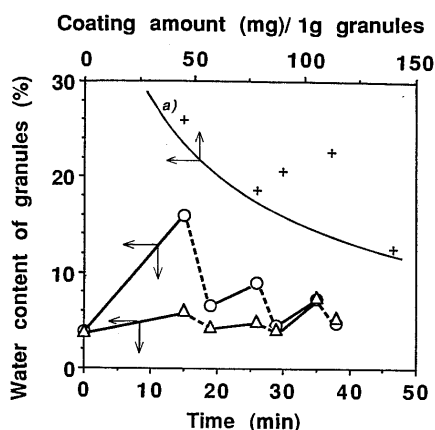 Coating amount (mg)/ 1g granules
0 50 100 150
Water content of granules (%)
30
20
10
0
a)
0 10 20 30 40 50
Time (min)